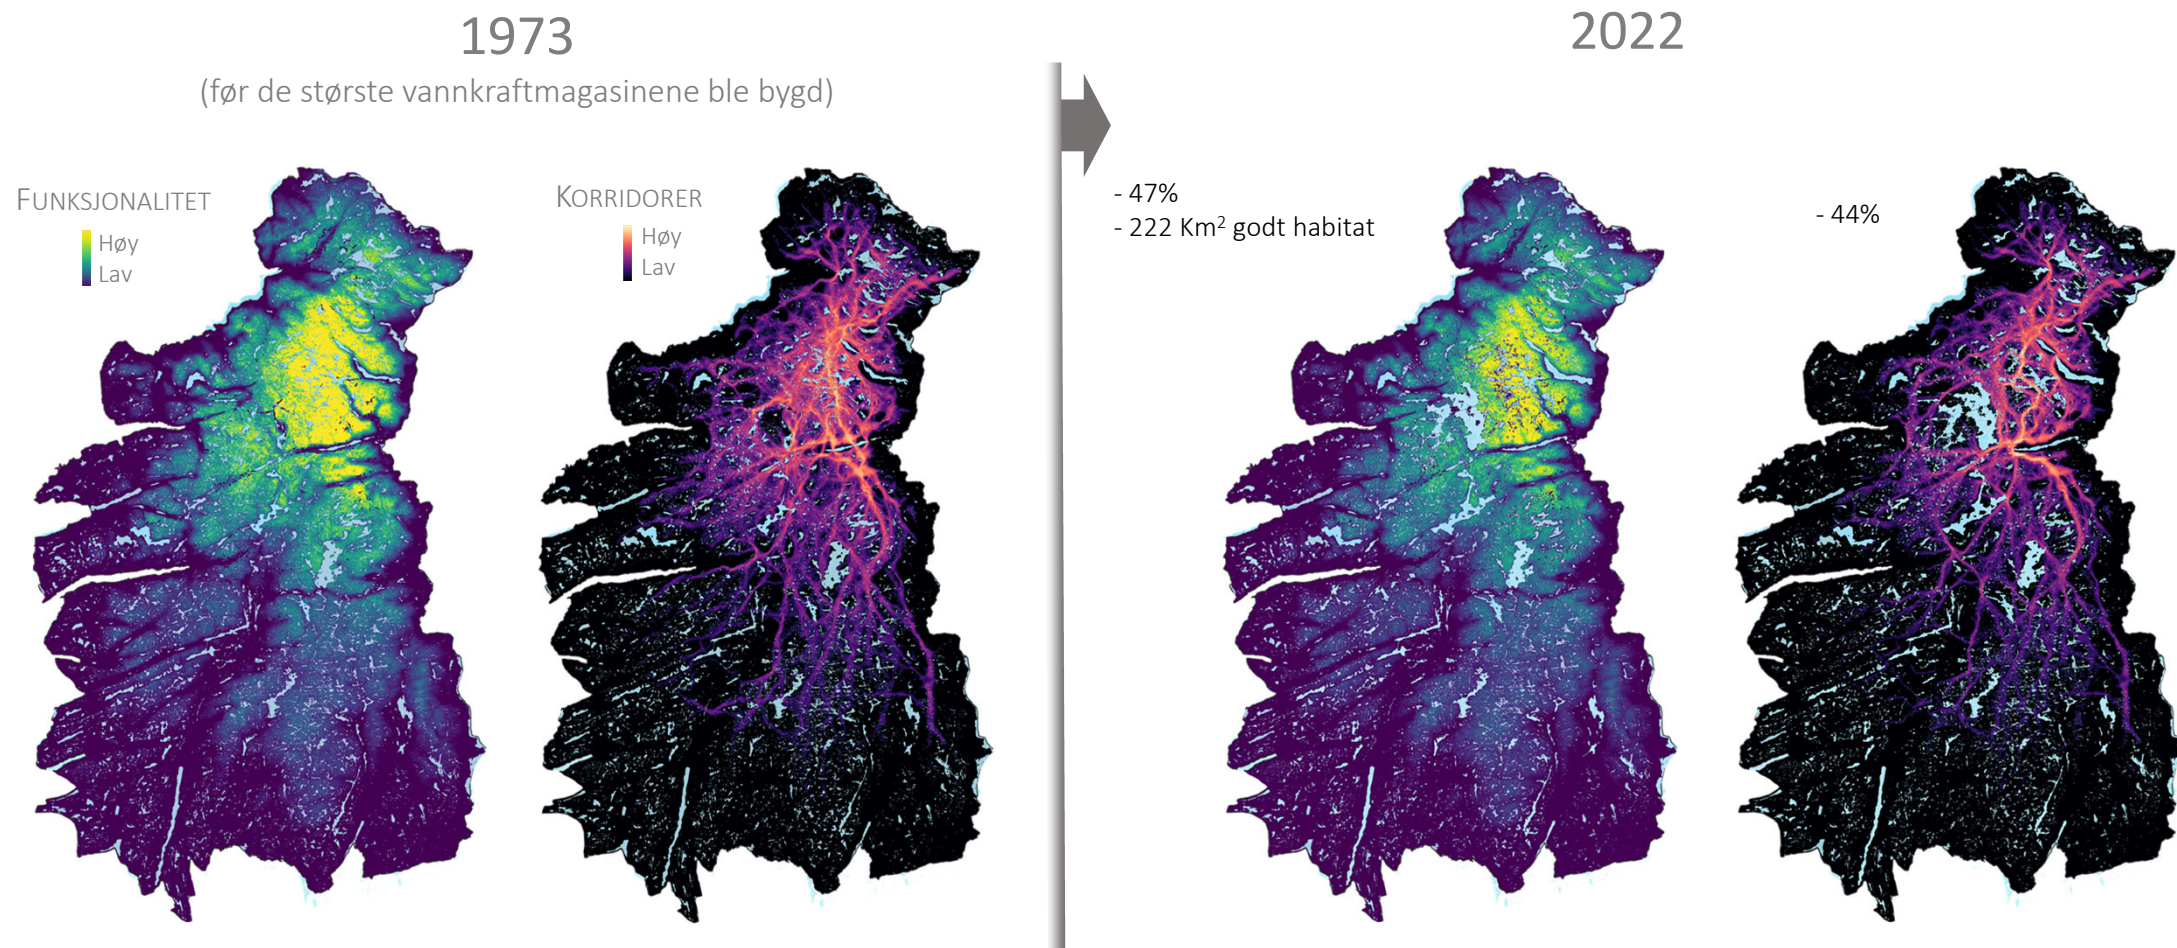 1973
(før de største vannkraftmagasinene ble bygd)
FUNKSJONALITET
Høy
Lav
KORRIDORER
Høy
Lav
2022
- 47%
- 222 Km² godt habitat
- 44%